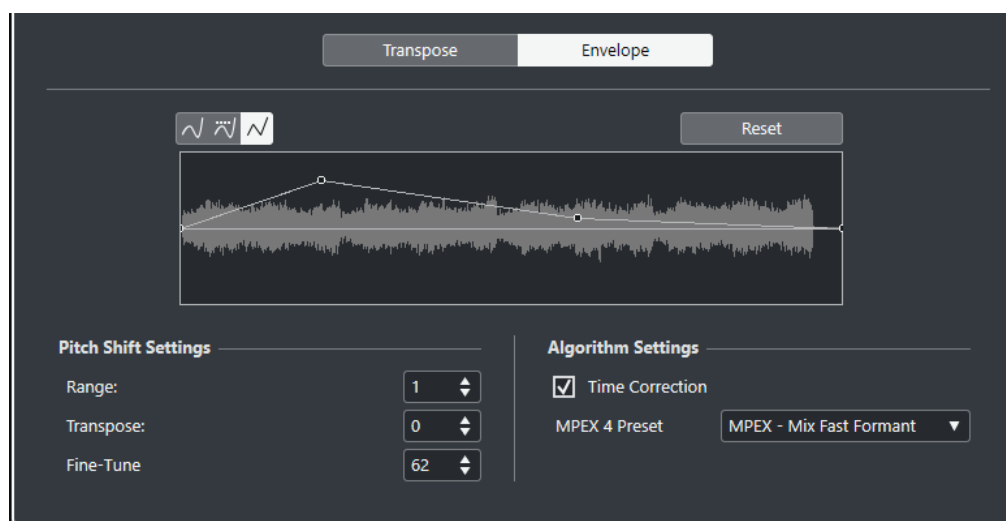 Transpose Envelope
Reset
Pitch Shift Settings
Range: 1
Transpose: 0
Fine-Tune 62
Algorithm Settings
Time Correction
MPEX 4 Preset MPEX - Mix Fast Formant